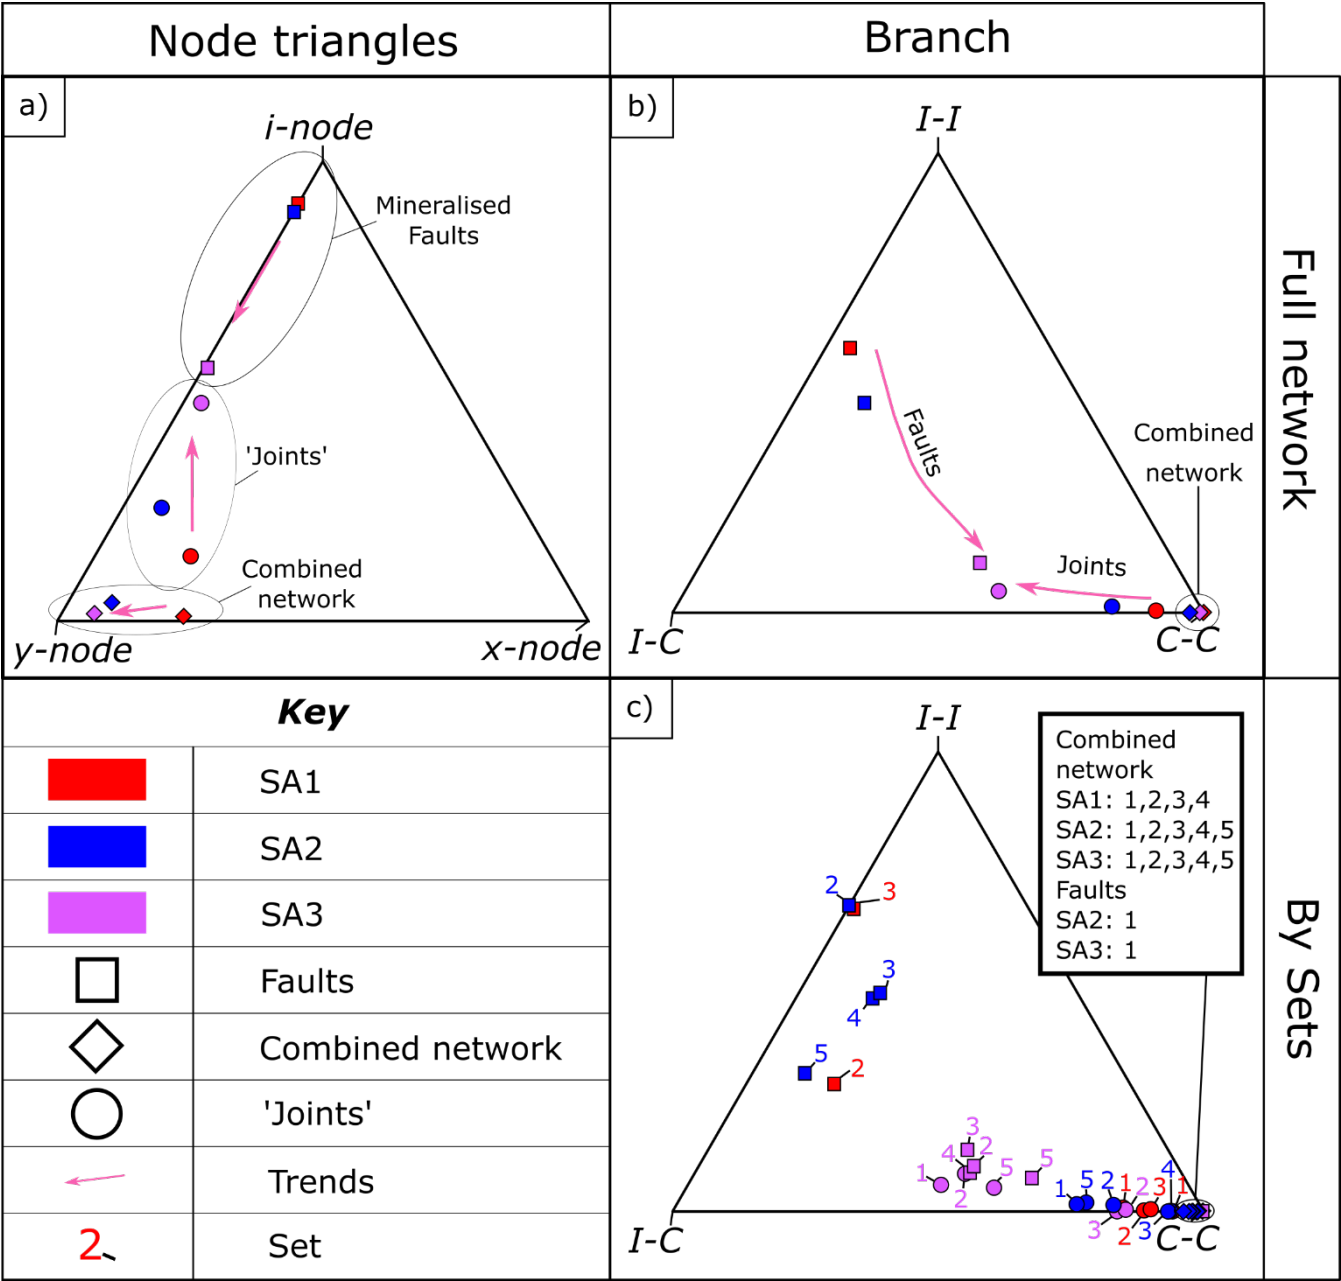 Node triangles
Branch
a)
i-node
Mineralised
Faults
'Joints'
Combined
network
y-node
x-node
b)
I-I
Faults
Combined
network
Joints
I-C
C-C
Full network
Key
SA1
SA2
SA3
Faults
Combined network
'Joints'
Trends
2
Set
c)
I-I
Combined
network
SA1: 1,2,3,4
SA2: 1,2,3,4,5
SA3: 1,2,3,4,5
Faults
SA2: 1
SA3: 1
2
3
3
4
5
2
3
4
2
1
2
5
5
1
5
2
1
2
3
4
1
3
2
3
I-C
C-C
By Sets